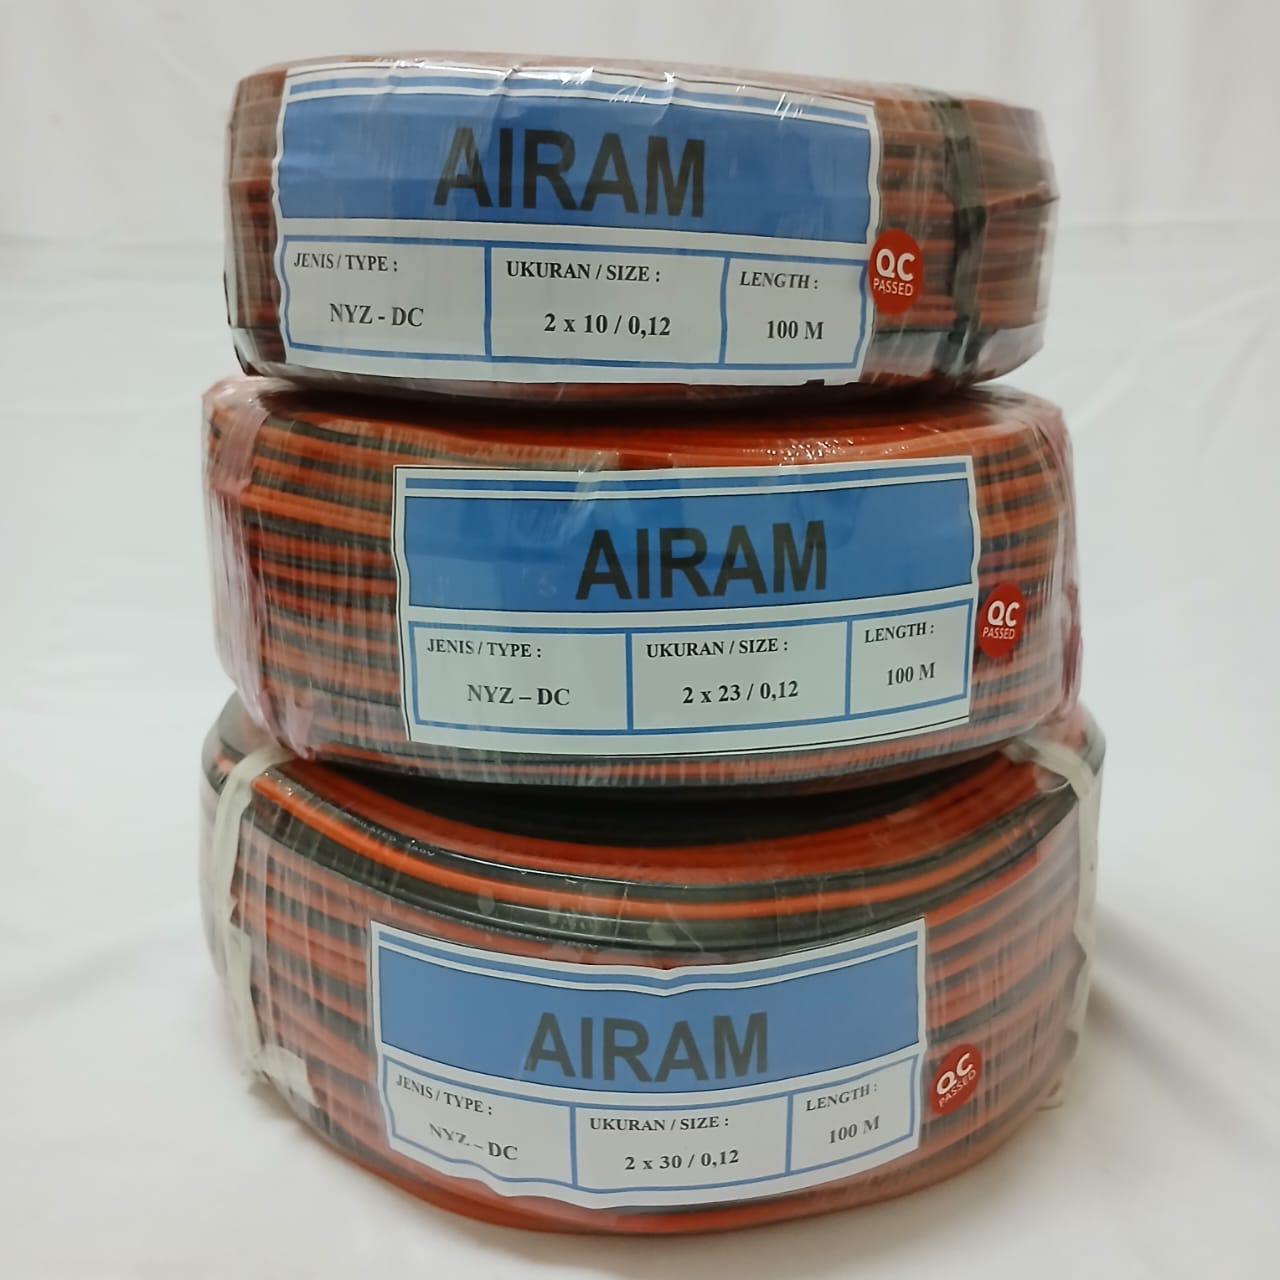 AIRAM
JENIS / TYPE :
UKURAN / SIZE :
LENGTH :
NYZ - DC
2 x 10 / 0,12
100 M
QC
PASSED
AIRAM
JENIS / TYPE :
UKURAN / SIZE :
LENGTH :
NYZ – DC
2 x 23 / 0,12
100 M
QC
PASSED
INSULATED
AIRAM
JENIS / TYPE :
UKURAN / SIZE :
LENGTH :
NYZ – DC
2 x 30 / 0,12
100 M
QC
PASSED